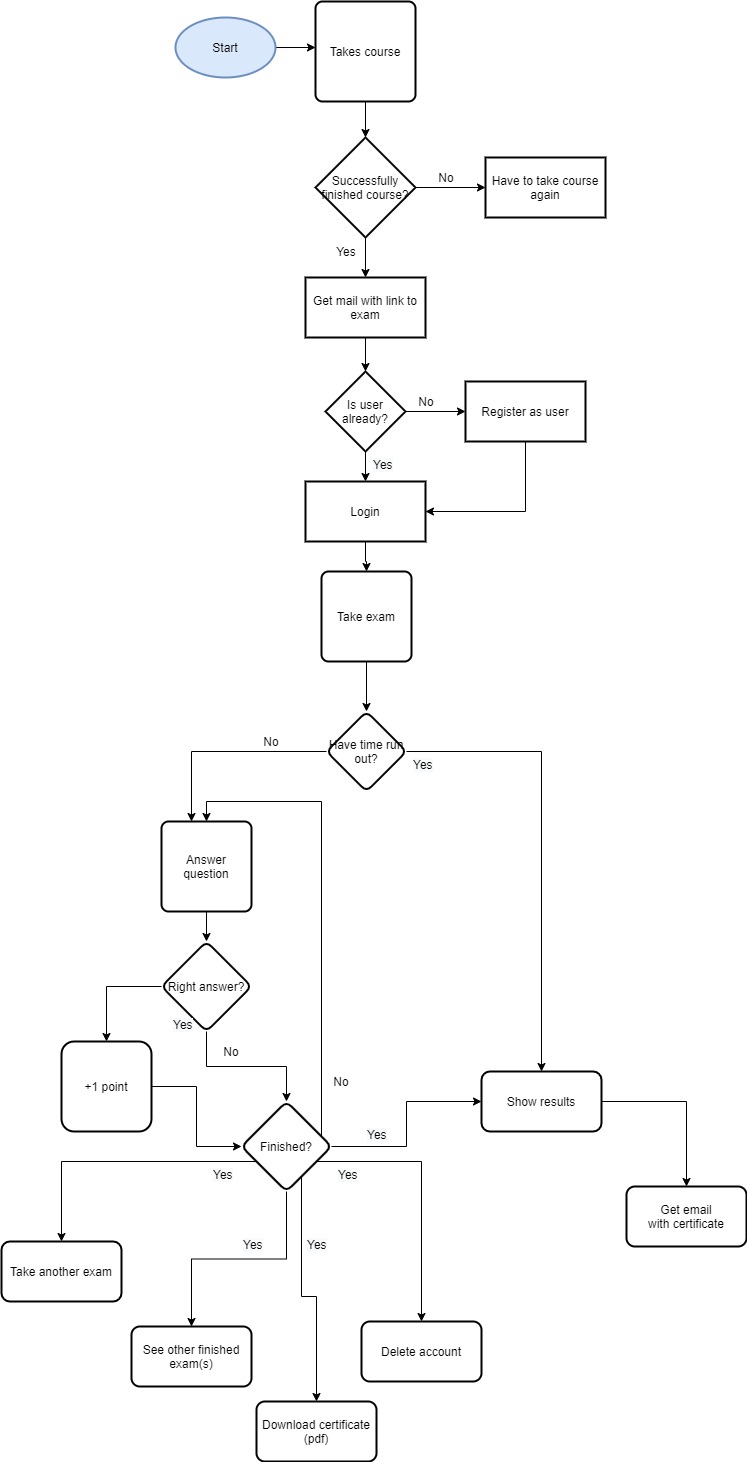 Start
Takes course
Successfully
finished course?
No
Have to take course
again
Yes
Get mail with link to
exam
Is user
already?
No
Register as user
Yes
Login
Take exam
Have time run
out?
No
Yes
Answer
question
Right answer?
Yes
No
+1 point
No
Finished?
Yes
Show results
Yes
Yes
Get email
with certificate
Take another exam
Yes
Yes
See other finished
exam(s)
Delete account
Download certificate
(pdf)